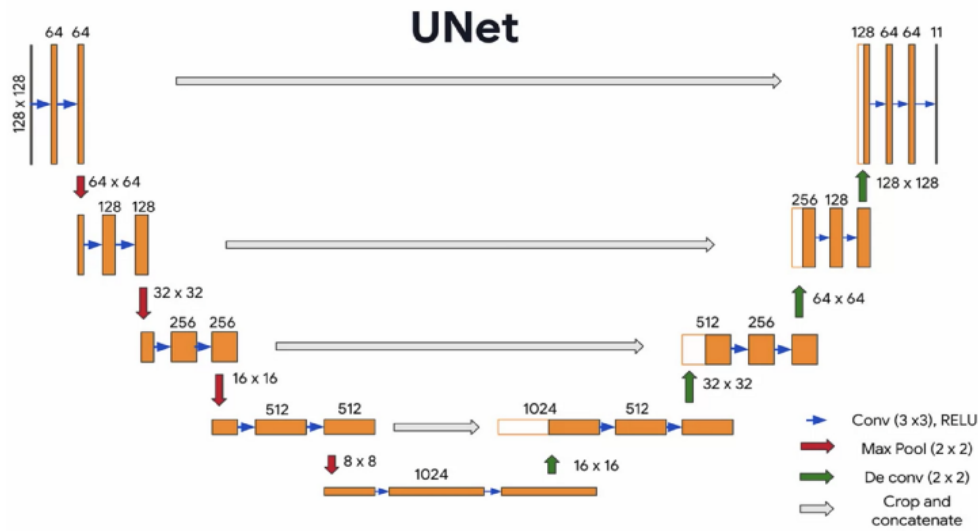 UNet
64 64
128 x 128
128 64 64 11
64 x 64
128 x 128
128 128
256 128
32 x 32
64 x 64
256 256
512 256
16 x 16
32 x 32
512 512
1024 512
8 x 8
16 x 16
1024
Conv (3 x3), RELU
Max Pool (2 x 2)
De conv (2 x 2)
Crop and
concatenate